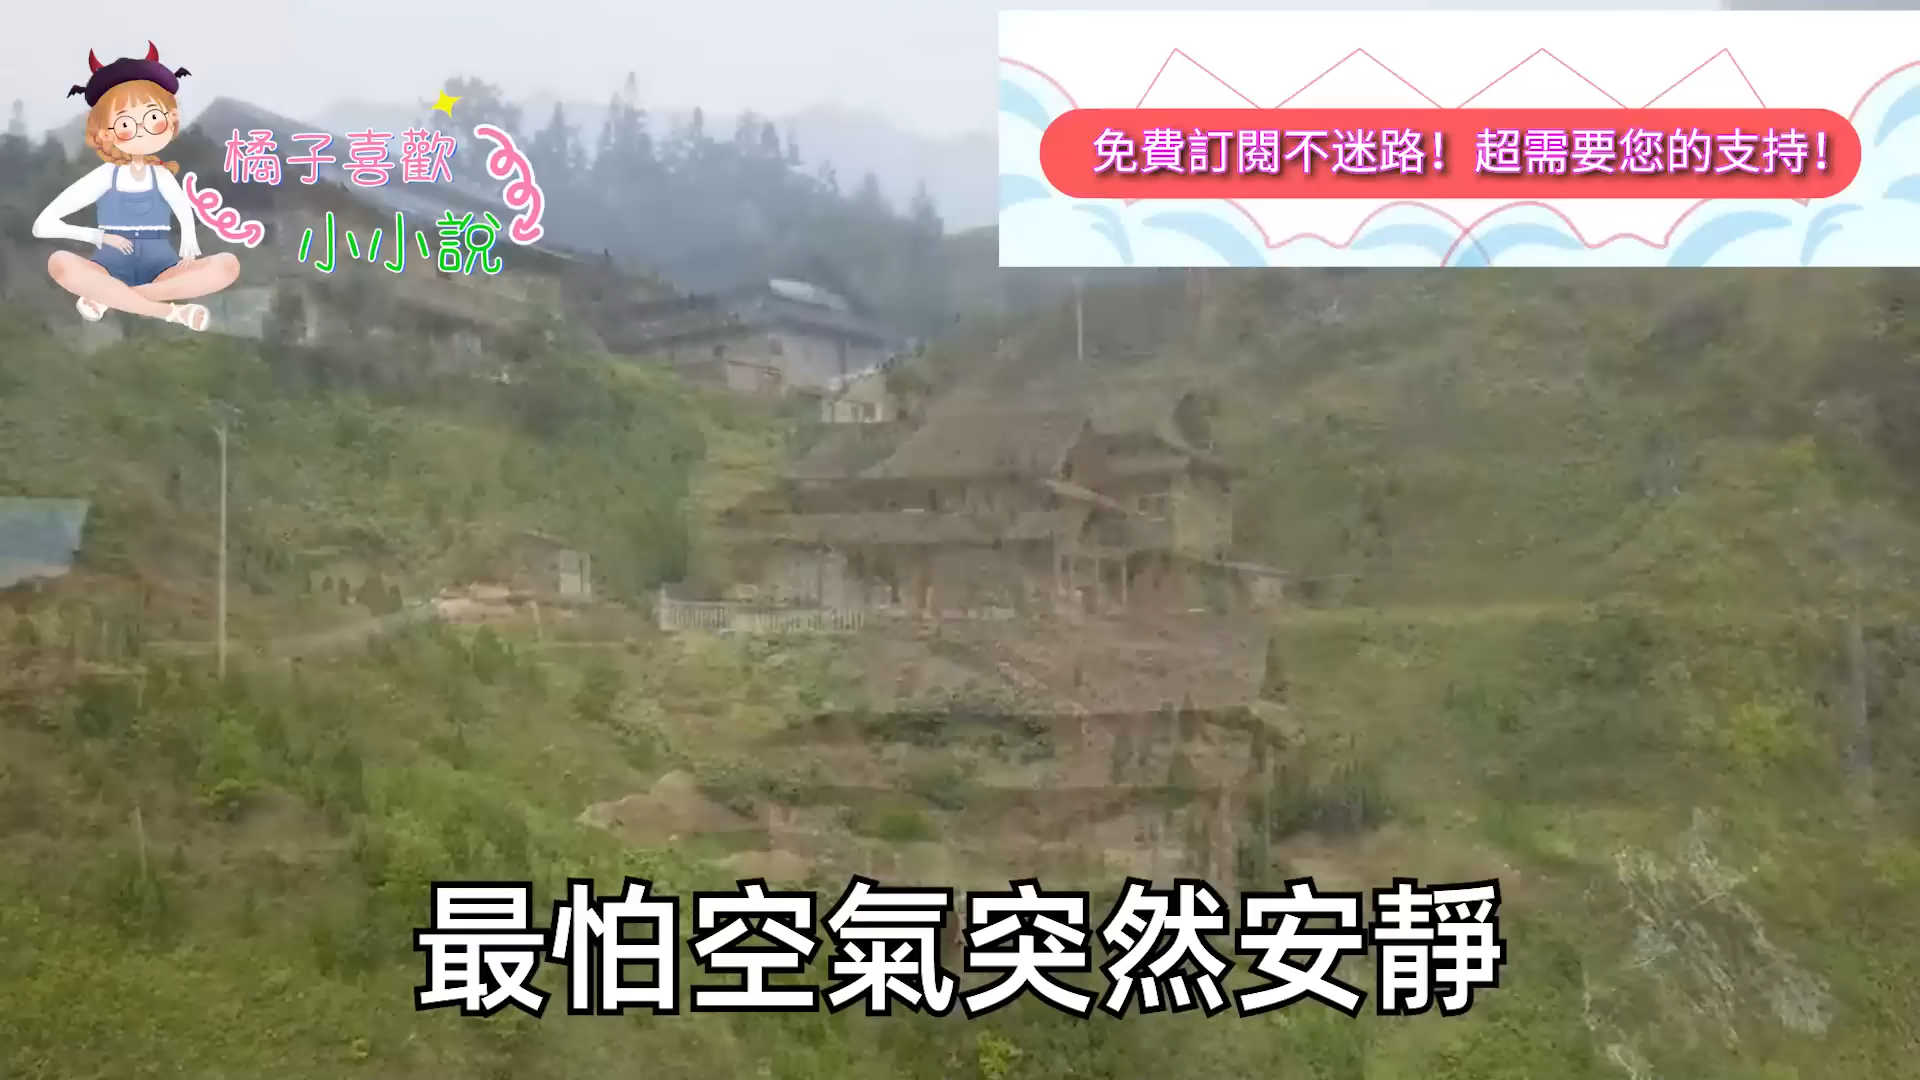 橘子喜歡
小小說
免費訂閱不迷路！超需要您的支持！
最怕空氣突然安靜